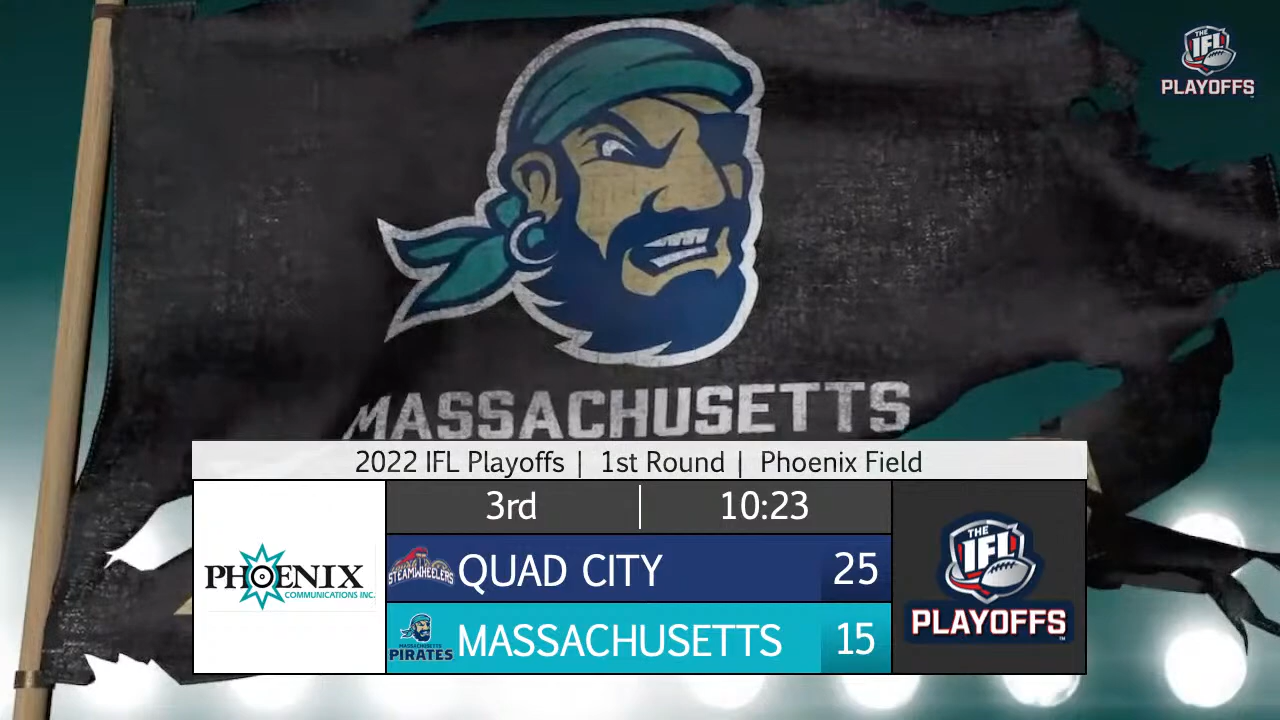 THE
IFL
PLAYOFFS
MASSACHUSETTS
2022 IFL Playoffs | 1st Round | Phoenix Field
3rd | 10:23
PHOENIX
COMMUNICATIONS INC.
STEAMWHEELERS
QUAD CITY 25
MASSACHUSETTS
PIRATES
MASSACHUSETTS 15
THE
IFL
PLAYOFFS